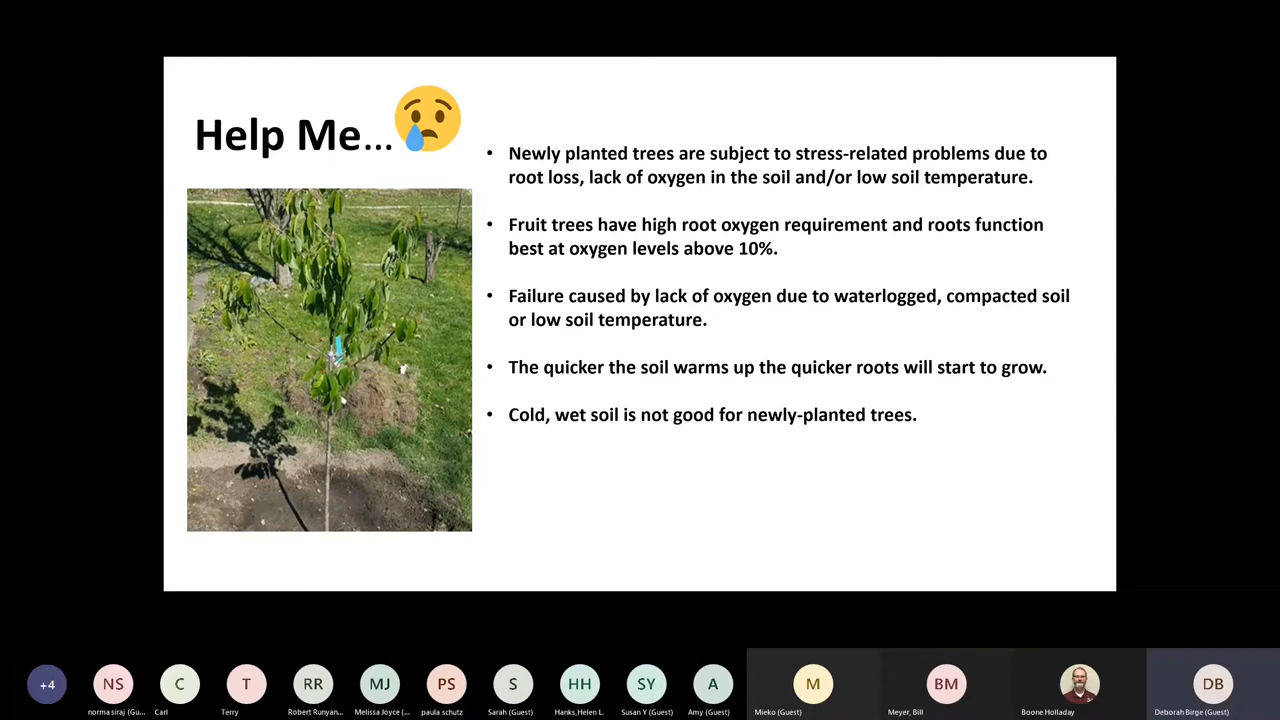 Help Me...
• Newly planted trees are subject to stress-related problems due to
root loss, lack of oxygen in the soil and/or low soil temperature.
• Fruit trees have high root oxygen requirement and roots function
best at oxygen levels above 10%.
• Failure caused by lack of oxygen due to waterlogged, compacted soil
or low soil temperature.
• The quicker the soil warms up the quicker roots will start to grow.
• Cold, wet soil is not good for newly-planted trees.
+4
NS
C
T
RR
MJ
PS
S
HH
SY
A
M
BM
DB
norma siraj (Gu...
Carl
Terry
Robert Runyan...
Melissa Joyce (...
paula schutz
Sarah (Guest)
Hanks,Helen L.
Susan Y (Guest)
Amy (Guest)
Mieko (Guest)
Meyer, Bill
Boone Holladay
Deborah Birge (Guest)